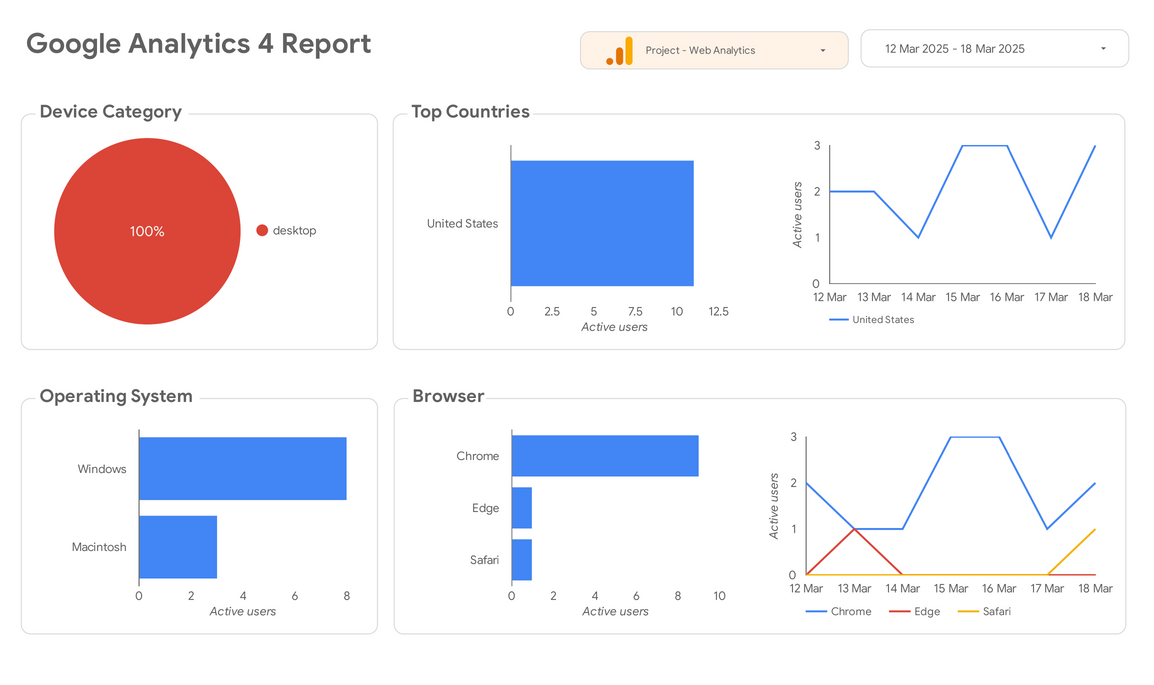 Google Analytics 4 Report
Project - Web Analytics
12 Mar 2025 - 18 Mar 2025
Device Category
100%
desktop
Top Countries
United States
0 2.5 5 7.5 10 12.5
Active users
3
2
1
0
Active users
12 Mar 13 Mar 14 Mar 15 Mar 16 Mar 17 Mar 18 Mar
United States
Operating System
Windows
Macintosh
0 2 4 6 8
Active users
Browser
Chrome
Edge
Safari
0 2 4 6 8 10
Active users
3
2
1
0
Active users
12 Mar 13 Mar 14 Mar 15 Mar 16 Mar 17 Mar 18 Mar
Chrome Edge Safari